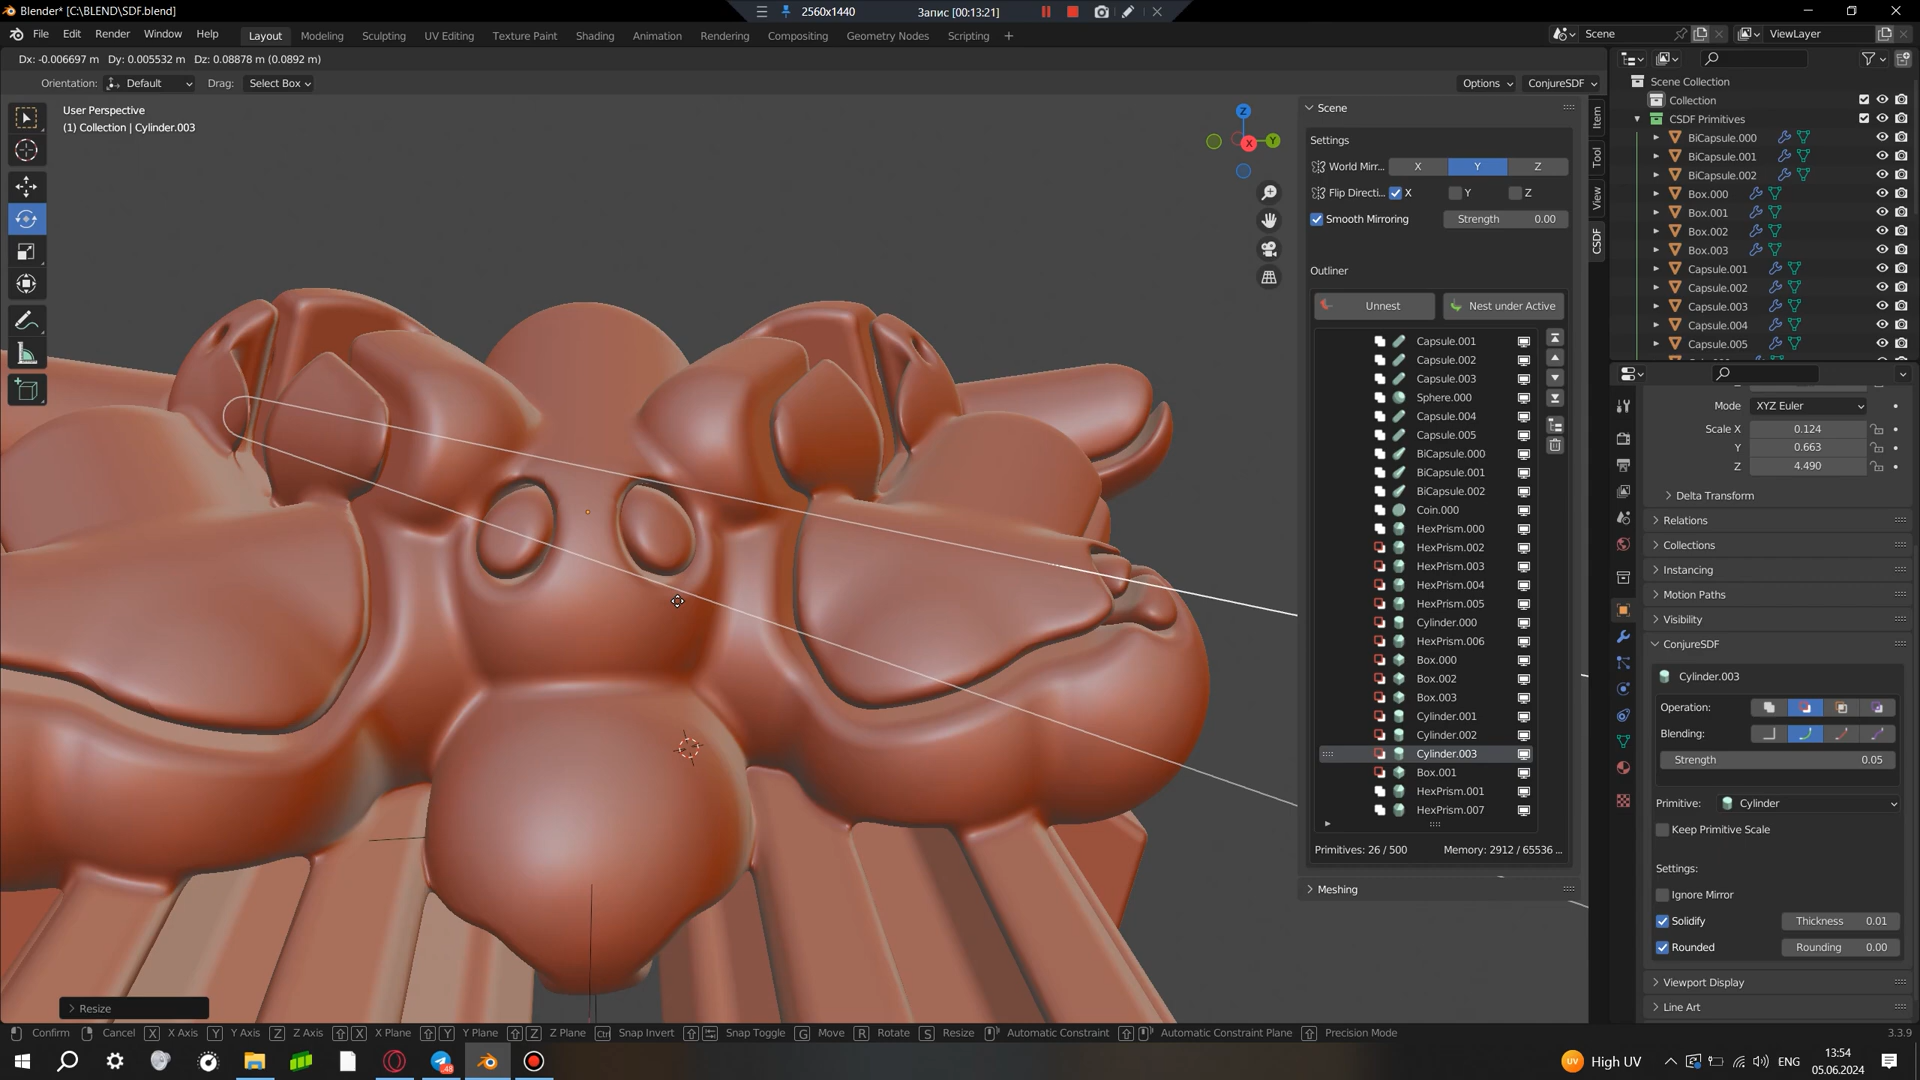 Blender* [C:\BLEND\SDF.blend]
2560x1440
Запис [00:13:21]
File Edit Render Window Help
Layout Modeling Sculpting UV Editing Texture Paint Shading Animation Rendering Compositing Geometry Nodes Scripting +
Scene
ViewLayer
Dx: -0.006697 m Dy: 0.005532 m Dz: 0.08878 m (0.0892 m)
Orientation: Default Drag: Select Box
Options ConjureSDF
User Perspective
(1) Collection | Cylinder.003
Z
Y
X
Scene
Settings
World Mirr... X Y Z
Flip Directi... X Y Z
Smooth Mirroring Strength 0.00
Outliner
Unnest Nest under Active
Capsule.001
Capsule.002
Capsule.003
Sphere.000
Capsule.004
Capsule.005
BiCapsule.000
BiCapsule.001
BiCapsule.002
Coin.000
HexPrism.000
HexPrism.002
HexPrism.003
HexPrism.004
HexPrism.005
Cylinder.000
HexPrism.006
Box.000
Box.002
Box.003
Cylinder.001
Cylinder.002
Cylinder.003
Box.001
HexPrism.001
HexPrism.007
Primitives: 26 / 500 Memory: 2912 / 65536 ...
Meshing
Item
Tool
View
CSDF
Scene Collection
Collection
CSDF Primitives
BiCapsule.000
BiCapsule.001
BiCapsule.002
Box.000
Box.001
Box.002
Box.003
Capsule.001
Capsule.002
Capsule.003
Capsule.004
Capsule.005
Mode XYZ Euler
Scale X 0.124
Y 0.663
Z 4.490
Delta Transform
Relations
Collections
Instancing
Motion Paths
Visibility
ConjureSDF
Cylinder.003
Operation:
Blending:
Strength 0.05
Primitive: Cylinder
Keep Primitive Scale
Settings:
Ignore Mirror
Solidify Thickness 0.01
Rounded Rounding 0.00
Viewport Display
Line Art
Resize
Confirm Cancel X X Axis Y Y Axis Z Z Axis X X Plane Y Y Plane Z Z Plane Ctrl Snap Invert Snap Toggle G Move R Rotate S Resize Automatic Constraint Automatic Constraint Plane Precision Mode
3.3.9
High UV
ENG
13:54
05.06.2024